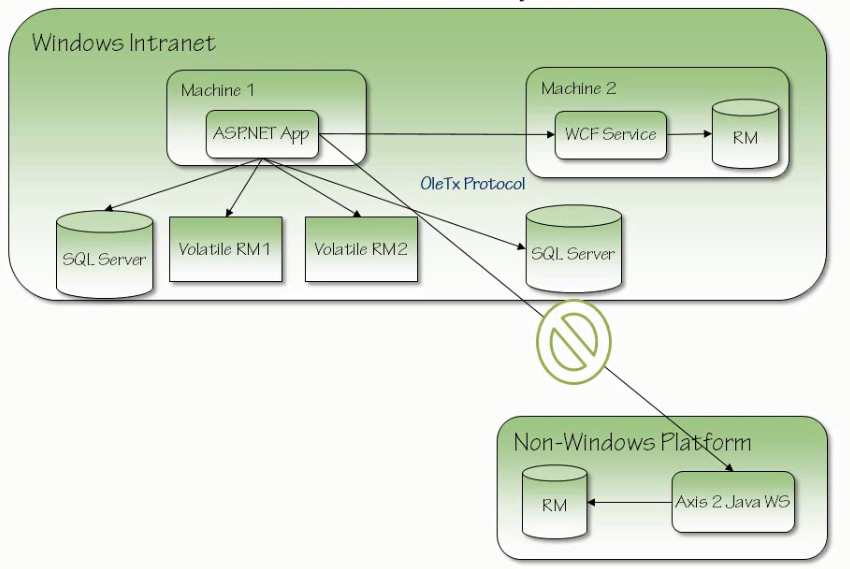 Windows Intranet
Machine 1
ASP.NET App
Machine 2
WCF Service
RM
OleTx Protocol
SQL Server
Volatile RM1
Volatile RM2
SQL Server
Non-Windows Platform
RM
Axis 2 Java WS